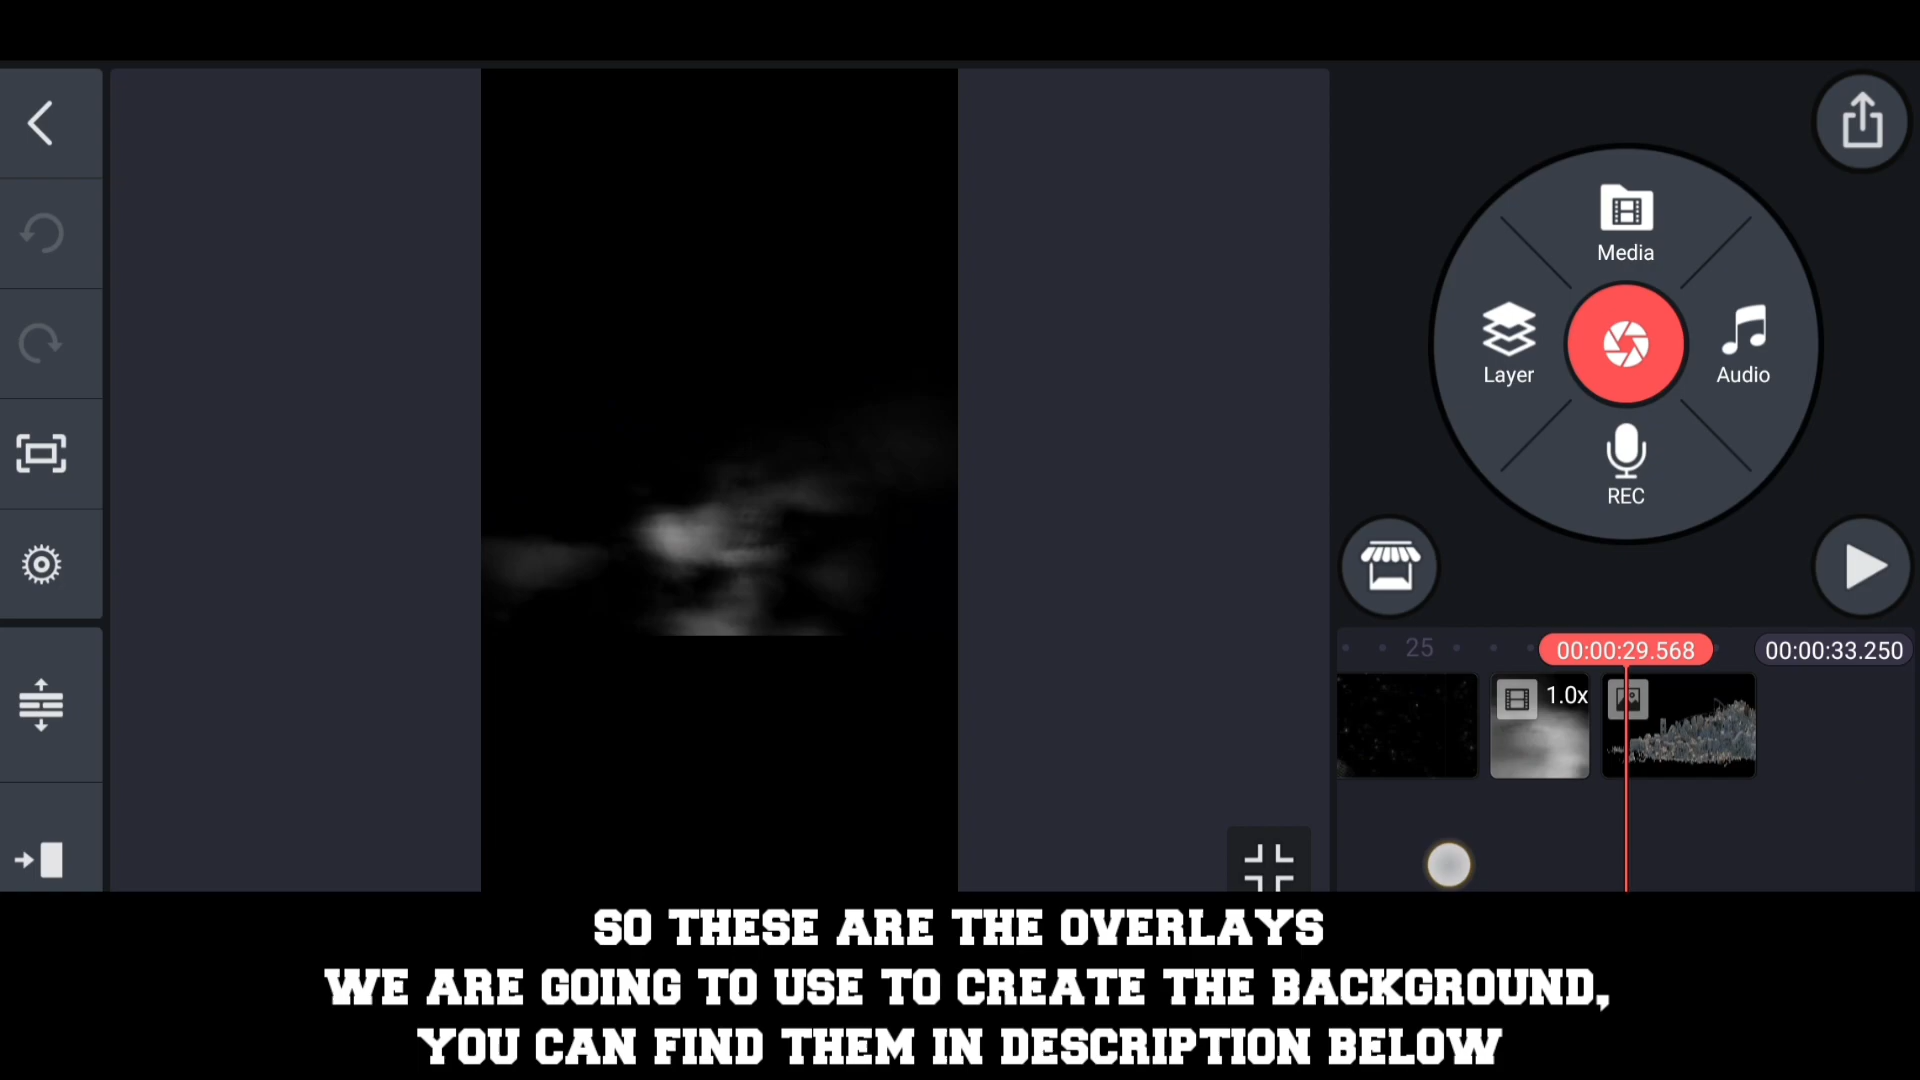 Media
Layer
Audio
REC
25
00:00:29.568
00:00:33.250
1.0x
SO THESE ARE THE OVERLAYS
WE ARE GOING TO USE TO CREATE THE BACKGROUND,
YOU CAN FIND THEM IN DESCRIPTION BELOW